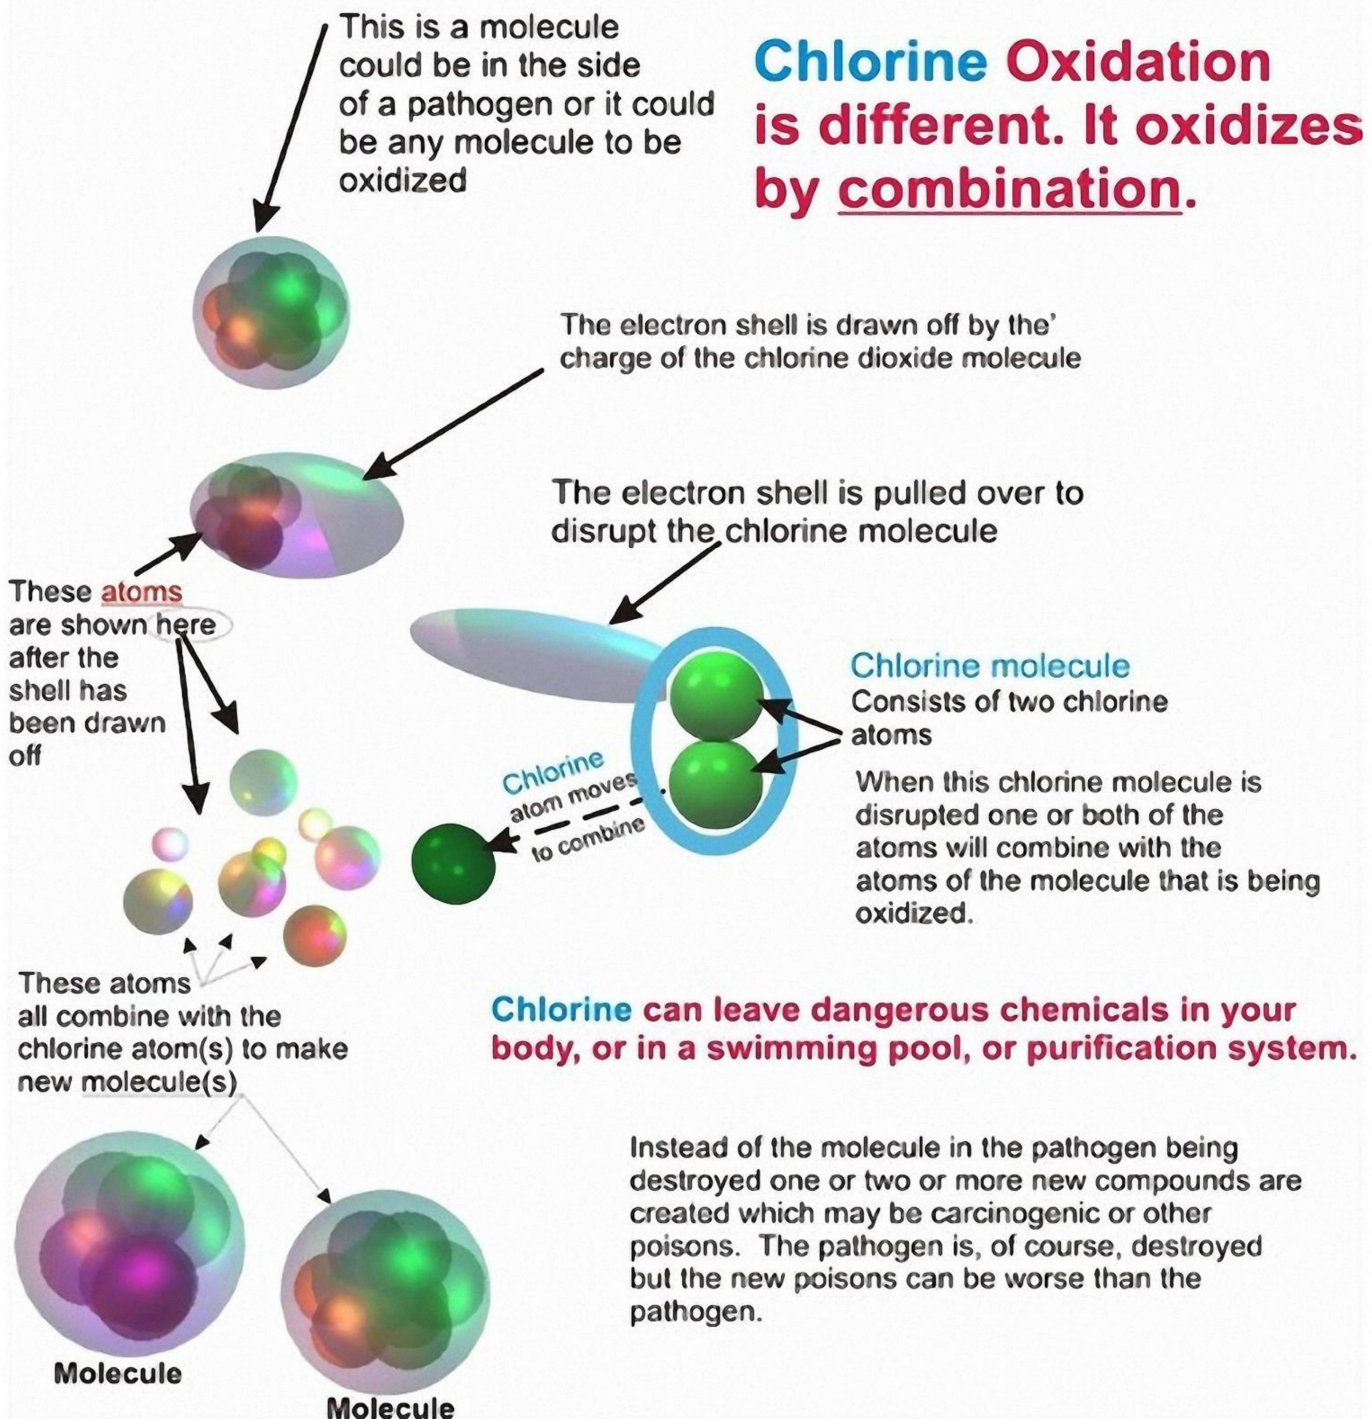 This is a molecule
could be in the side
of a pathogen or it could
be any molecule to be
oxidized
Chlorine Oxidation
is different. It oxidizes
by combination.
The electron shell is drawn off by the'
charge of the chlorine dioxide molecule
The electron shell is pulled over to
disrupt the chlorine molecule
These atoms
are shown here
after the
shell has
been drawn
off
Chlorine molecule
Consists of two chlorine
atoms
Chlorine
atom moves
to combine
When this chlorine molecule is
disrupted one or both of the
atoms will combine with the
atoms of the molecule that is being
oxidized.
These atoms
all combine with the
chlorine atom(s) to make
new molecule(s)
Chlorine can leave dangerous chemicals in your
body, or in a swimming pool, or purification system.
Instead of the molecule in the pathogen being
destroyed one or two or more new compounds are
created which may be carcinogenic or other
poisons. The pathogen is, of course, destroyed
but the new poisons can be worse than the
pathogen.
Molecule
Molecule